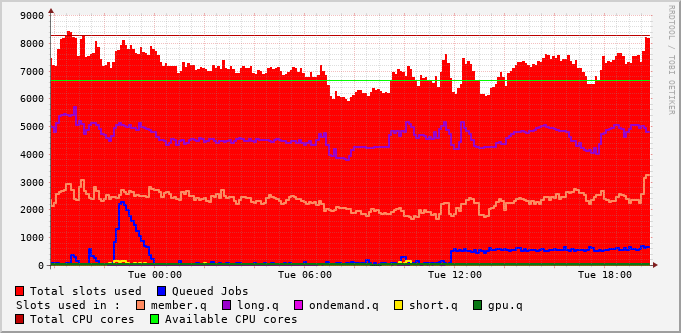 9000
8000
7000
6000
5000
4000
3000
2000
1000
0
Tue 00:00 Tue 06:00 Tue 12:00 Tue 18:00
RRDTOOL / TOBI OETIKER
Total slots used Queued Jobs
Slots used in : member.q long.q ondemand.q short.q gpu.q
Total CPU cores Available CPU cores